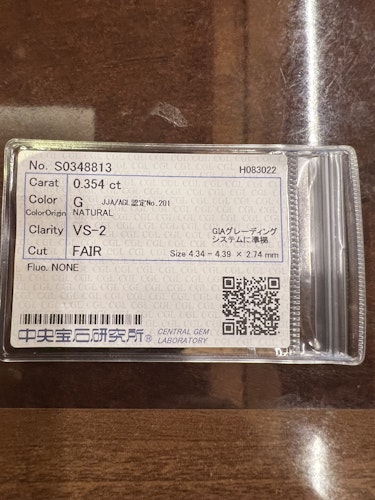 No. S0348813 H083022
Carat 0.354 ct
Color G JJA/AGL認定No.201
ColorOrigin NATURAL
Clarity VS-2 GIAグレーディング
システムに準拠
Cut FAIR Size 4.34 - 4.39 × 2.74 mm
Fluo. NONE
中央宝石研究所® CENTRAL GEM
LABORATORY